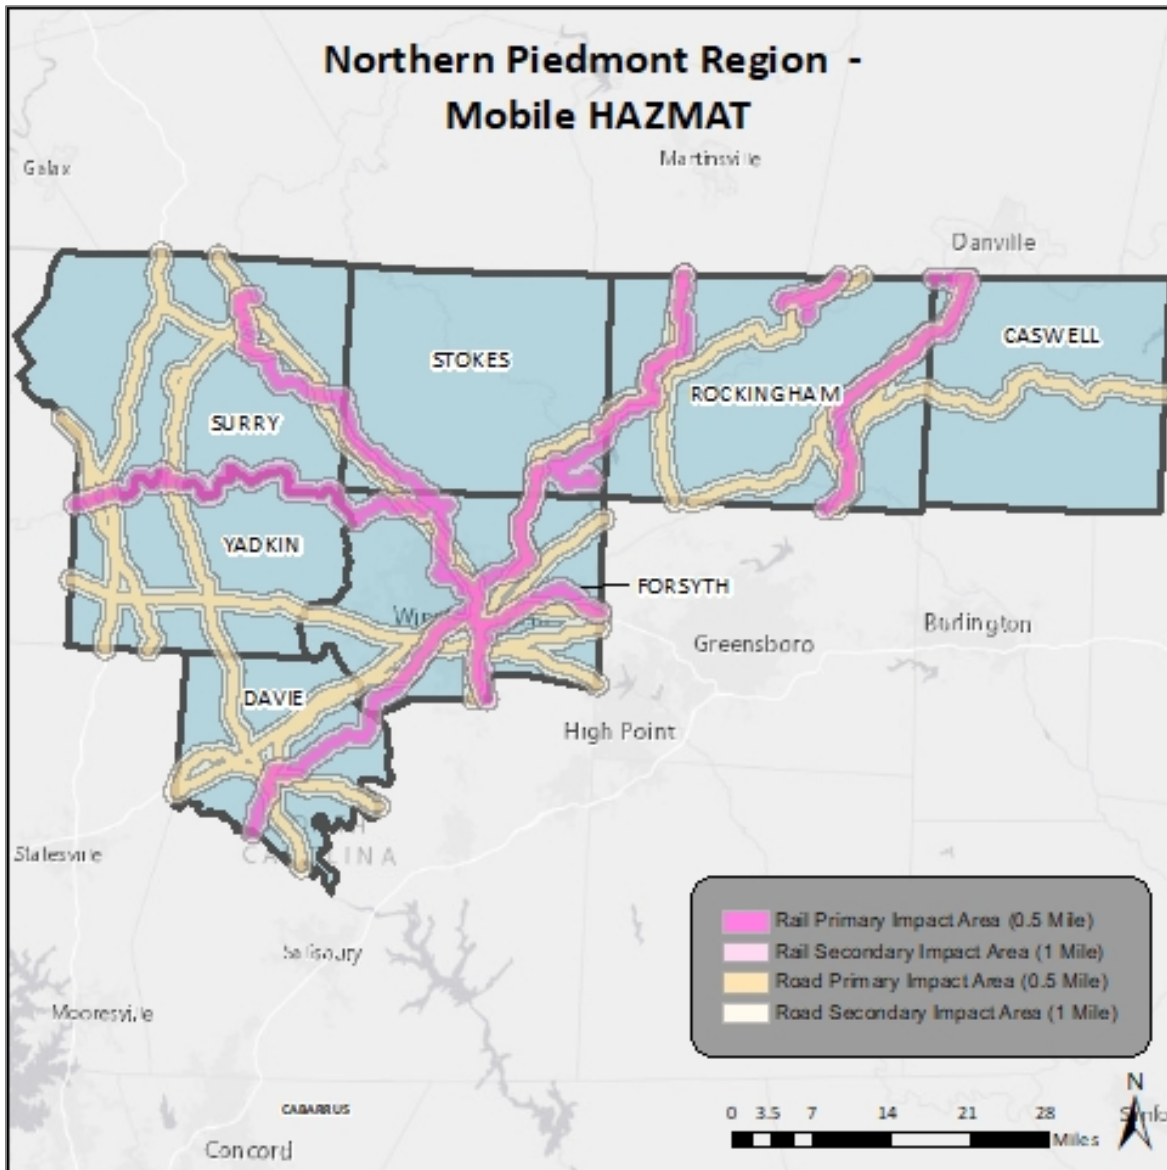 Northern Piedmont Region -
Mobile HAZMAT
Martinsville
Galax
Danville
CASWELL
STOKES
ROCKINGHAM
SURRY
YADKIN
FORSYTH
Burlington
Greensboro
DAVIE
High Point
CAROLINA
Statesville
Salisbury
Mooresville
CABARRUS
Concord
Rail Primary Impact Area (0.5 Mile)
Rail Secondary Impact Area (1 Mile)
Road Primary Impact Area (0.5 Mile)
Road Secondary Impact Area (1 Mile)
N
0 3.5 7 14 21 28
Miles